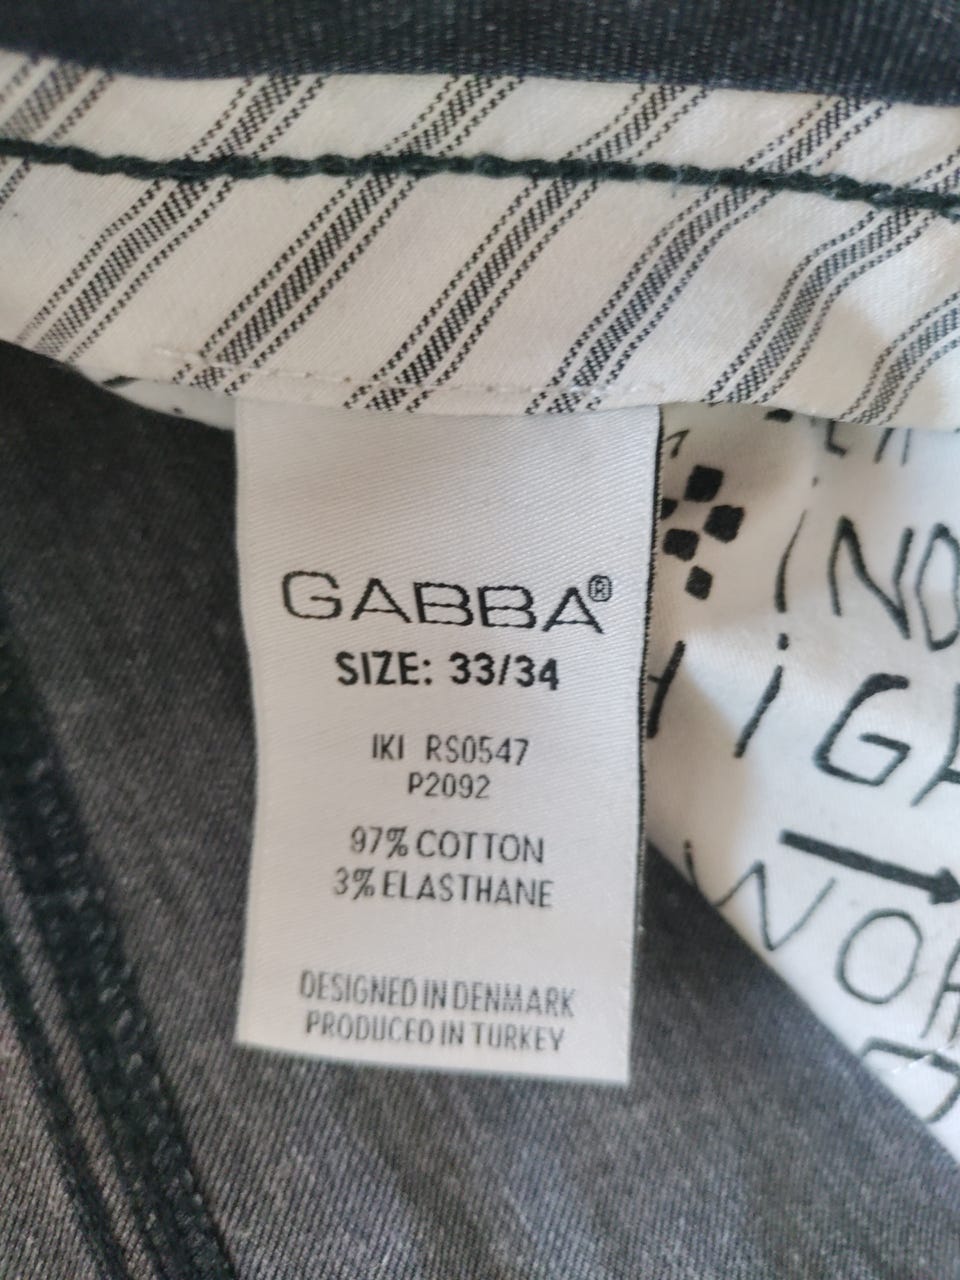 GABBA®
SIZE: 33/34
IKI RS0547
P2092
97% COTTON
3% ELASTHANE
DESIGNED IN DENMARK
PRODUCED IN TURKEY